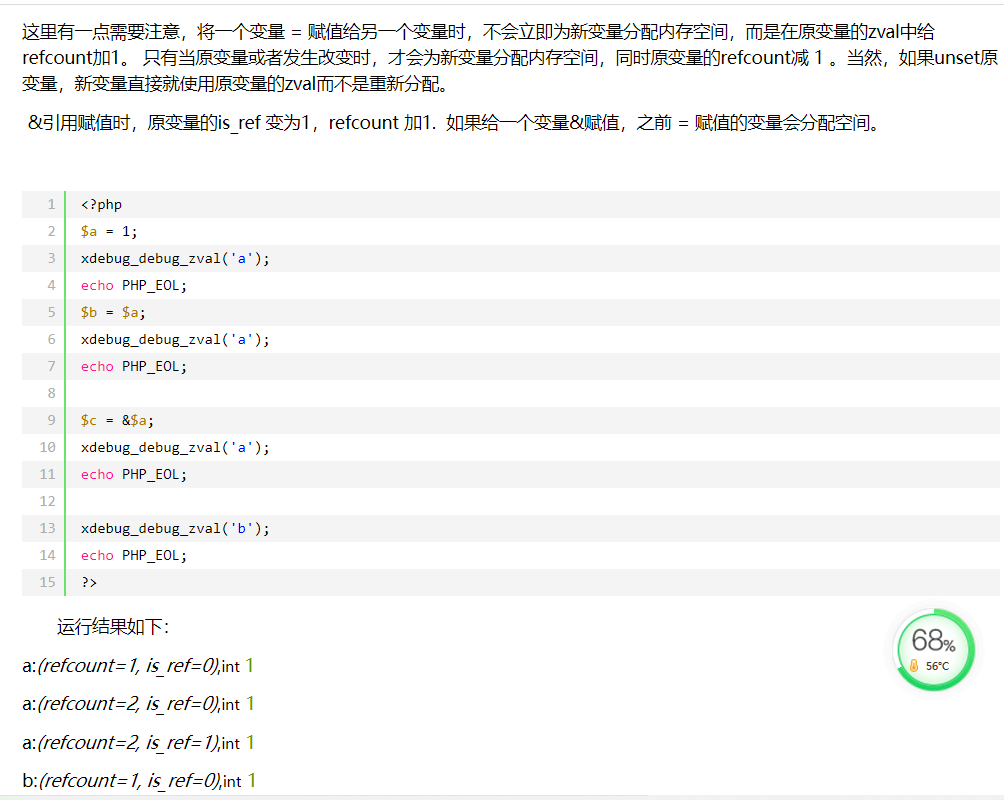 这里有一点需要注意，将一个变量 = 赋值给另一个变量时，不会立即为新变量分配内存空间，而是在原变量的zval中给
refcount加1。 只有当原变量或者发生改变时，才会为新变量分配内存空间，同时原变量的refcount减 1 。当然，如果unset原
变量，新变量直接就使用原变量的zval而不是重新分配。
&引用赋值时，原变量的is_ref 变为1，refcount 加1. 如果给一个变量&赋值，之前 = 赋值的变量会分配空间。
1 <?php
2 $a = 1;
3 xdebug_debug_zval('a');
4 echo PHP_EOL;
5 $b = $a;
6 xdebug_debug_zval('a');
7 echo PHP_EOL;
8
9 $c = &$a;
10 xdebug_debug_zval('a');
11 echo PHP_EOL;
12
13 xdebug_debug_zval('b');
14 echo PHP_EOL;
15 ?>
运行结果如下：
68%
56°C
a:(refcount=1, is_ref=0),int 1
a:(refcount=2, is_ref=0),int 1
a:(refcount=2, is_ref=1),int 1
b:(refcount=1, is_ref=0),int 1